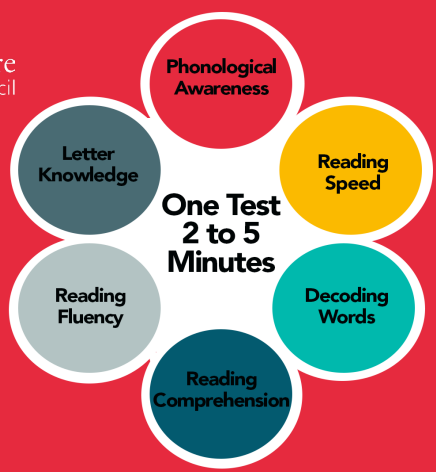 Phonological
Awareness
Letter
Knowledge
Reading
Speed
One Test
2 to 5
Minutes
Reading
Fluency
Decoding
Words
Reading
Comprehension